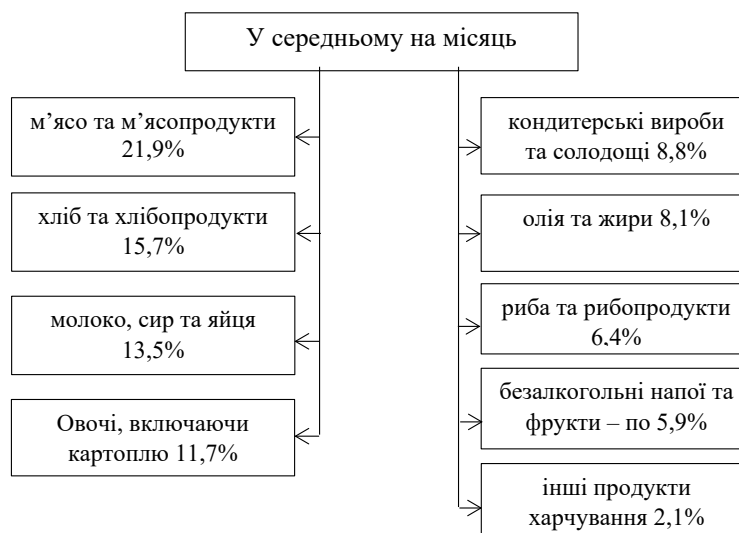 У середньому на місяць
м’ясо та м’ясопродукти
21,9%
хліб та хлібопродукти
15,7%
молоко, сир та яйця
13,5%
Овочі, включаючи
картоплю 11,7%
кондитерські вироби
та солодощі 8,8%
олія та жири 8,1%
риба та рибопродукти
6,4%
безалкогольні напої та
фрукти – по 5,9%
інші продукти
харчування 2,1%